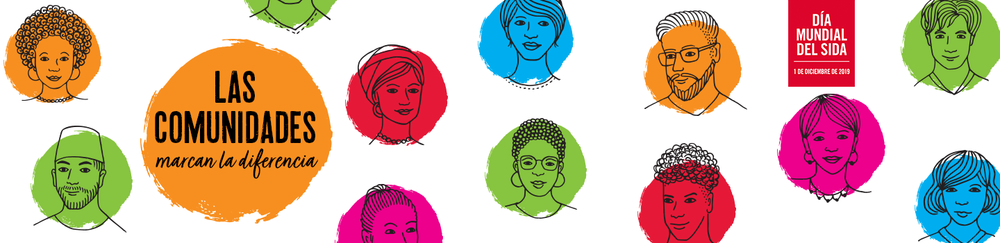 LAS
COMUNIDADES
marcan la diferencia
DÍA
MUNDIAL
DEL SIDA
1 DE DICIEMBRE DE 2019